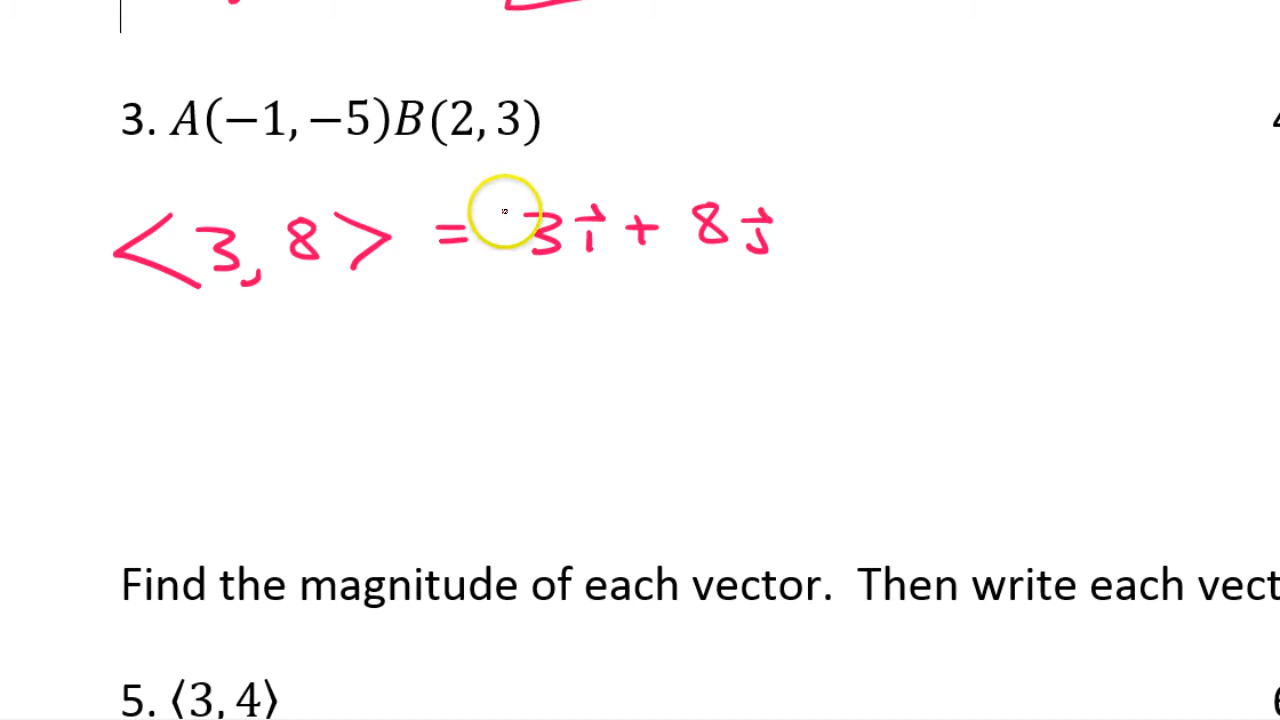 3. A(−1, −5)B(2, 3)
<3, 8> = 3i⃗ + 8j⃗
Find the magnitude of each vector. Then write each vect
5. ⟨3, 4⟩